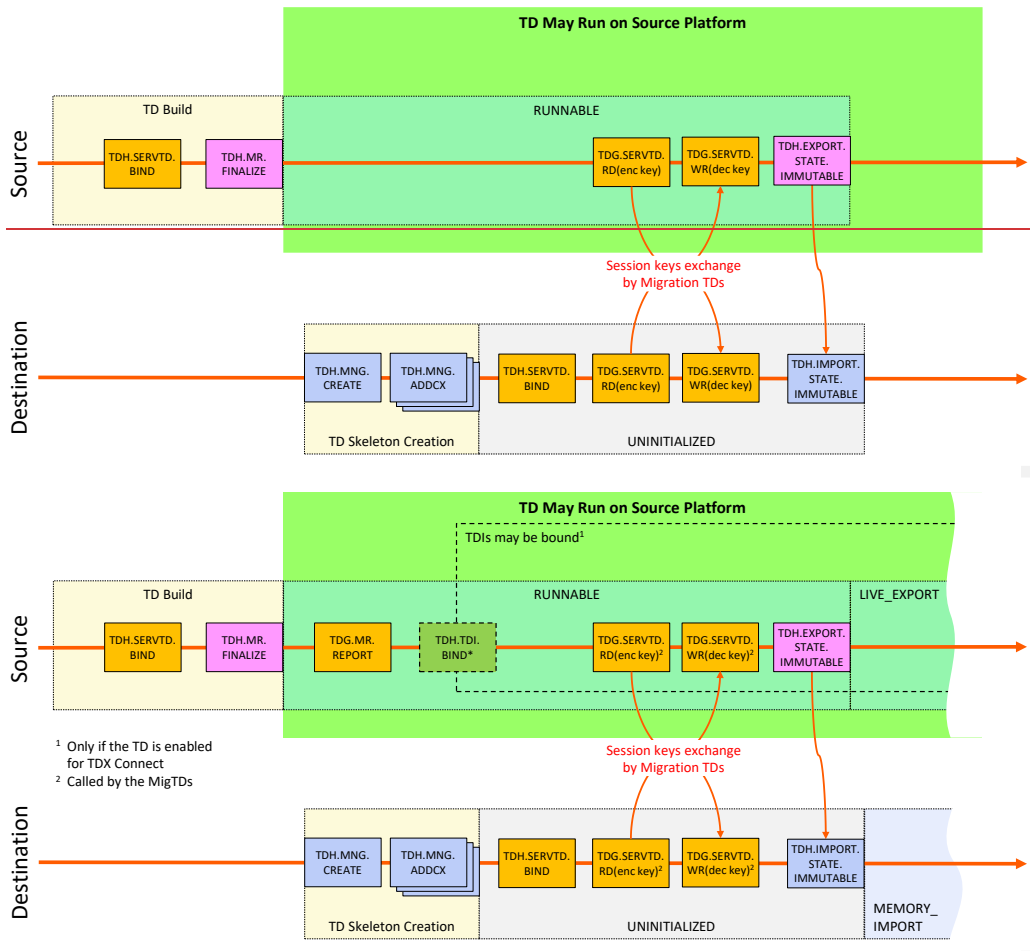 TD May Run on Source Platform
TD Build
RUNNABLE
Source
TDH.SERVTD.
BIND
TDH.MR.
FINALIZE
TDG.SERVTD.
RD(enc key)
TDG.SERVTD.
WR(dec key
TDH.EXPORT.
STATE.
IMMUTABLE
Session keys exchange
by Migration TDs
Destination
TDH.MNG.
CREATE
TDH.MNG.
ADDCX
TDH.SERVTD.
BIND
TDG.SERVTD.
RD(enc key)
TDG.SERVTD.
WR(dec key)
TDH.IMPORT.
STATE.
IMMUTABLE
TD Skeleton Creation
UNINITIALIZED
TD May Run on Source Platform
TDIs may be bound¹
TD Build
RUNNABLE
LIVE_EXPORT
Source
TDH.SERVTD.
BIND
TDH.MR.
FINALIZE
TDG.MR.
REPORT
TDH.TDI.
BIND*
TDG.SERVTD.
RD(enc key)²
TDG.SERVTD.
WR(dec key)²
TDH.EXPORT.
STATE.
IMMUTABLE
¹ Only if the TD is enabled
for TDX Connect
² Called by the MigTDs
Session keys exchange
by Migration TDs
Destination
TDH.MNG.
CREATE
TDH.MNG.
ADDCX
TDH.SERVTD.
BIND
TDG.SERVTD.
RD(enc key)²
TDG.SERVTD.
WR(dec key)²
TDH.IMPORT.
STATE.
IMMUTABLE
TD Skeleton Creation
UNINITIALIZED
MEMORY_
IMPORT